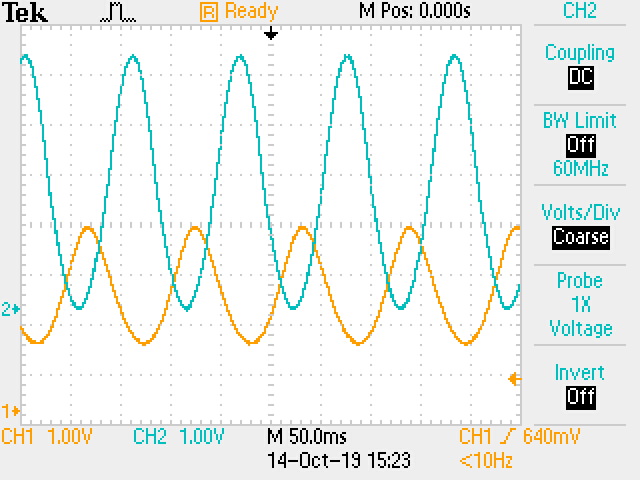 Tek R Ready M Pos: 0.000s CH2
Coupling
DC
BW Limit
Off
60MHz
Volts/Div
Coarse
Probe
1X
Voltage
Invert
Off
2
1
CH1 1.00V CH2 1.00V M 50.0ms CH1 640mV
14-Oct-19 15:23 <10Hz